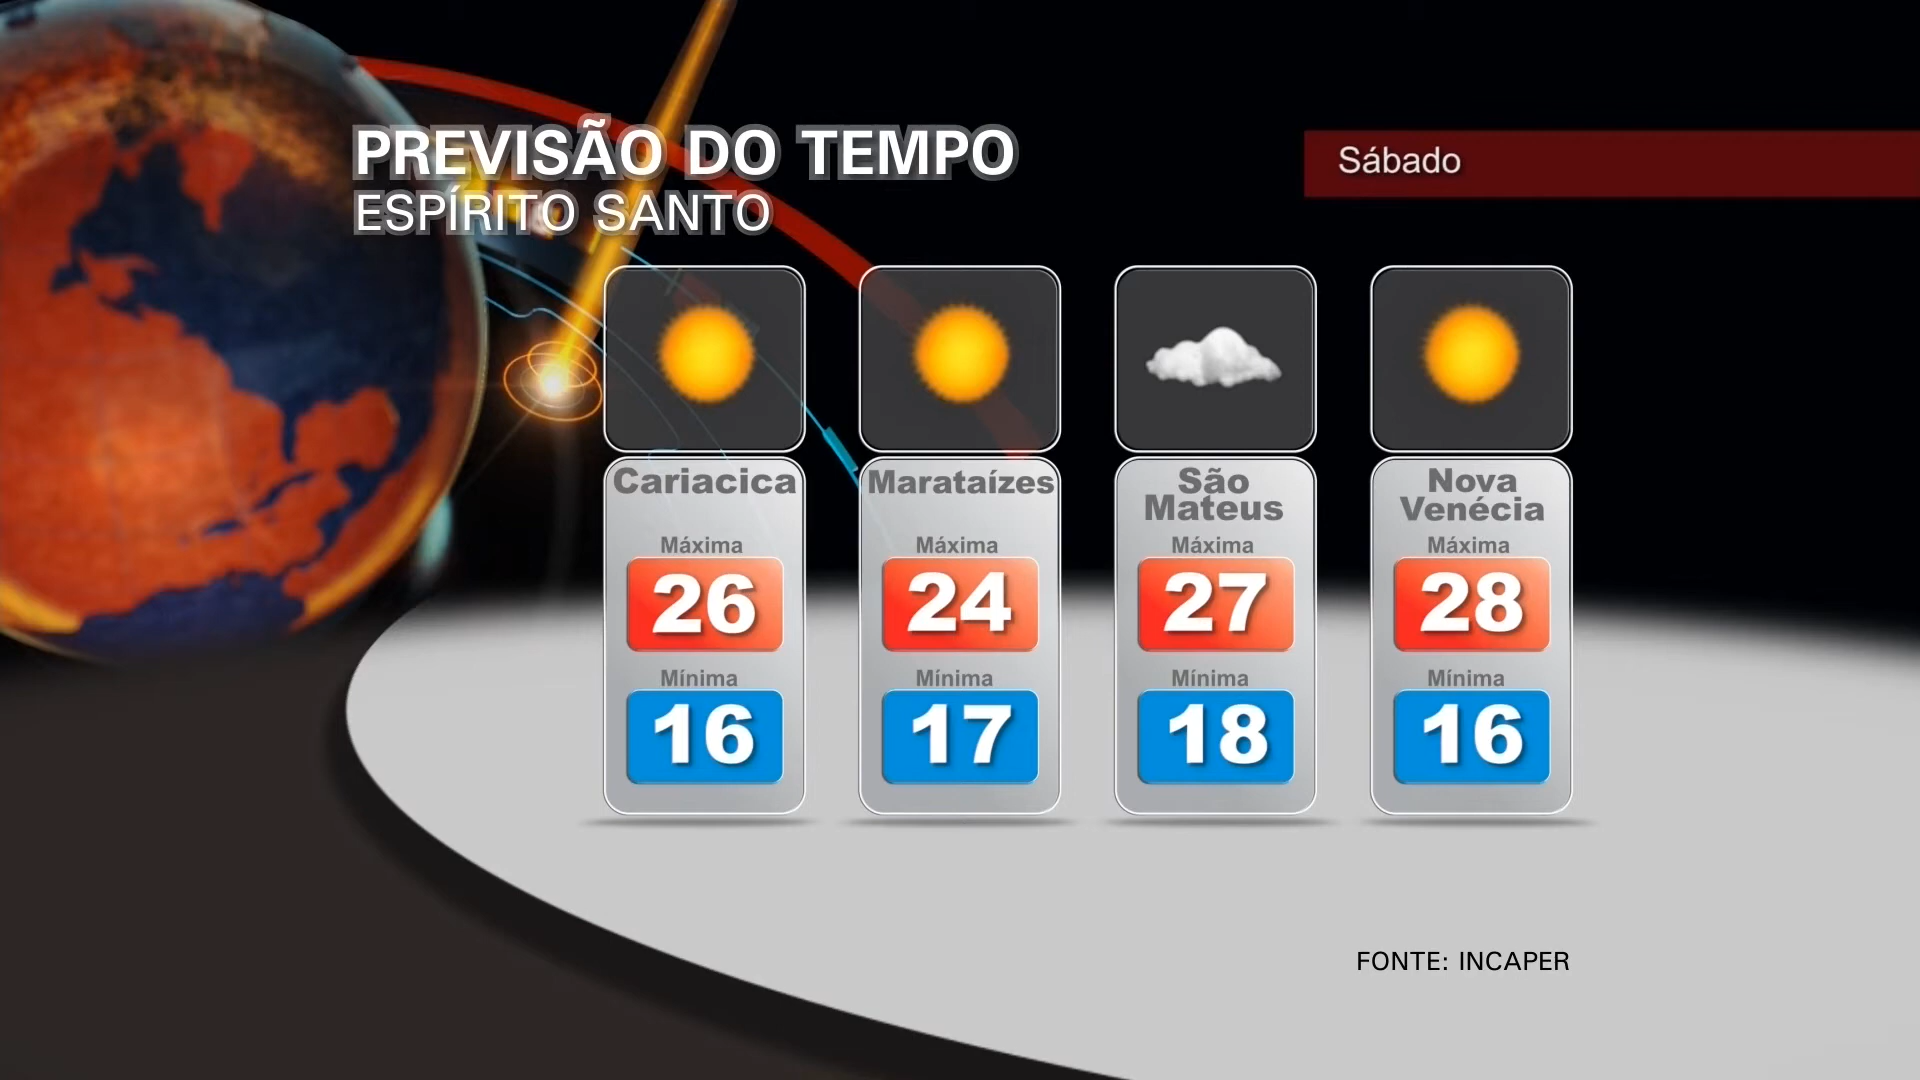 PREVISÃO DO TEMPO
ESPÍRITO SANTO
Sábado
Cariacica
Máxima
26
Mínima
16
Marataízes
Máxima
24
Mínima
17
São
Mateus
Máxima
27
Mínima
18
Nova
Venécia
Máxima
28
Mínima
16
FONTE: INCAPER